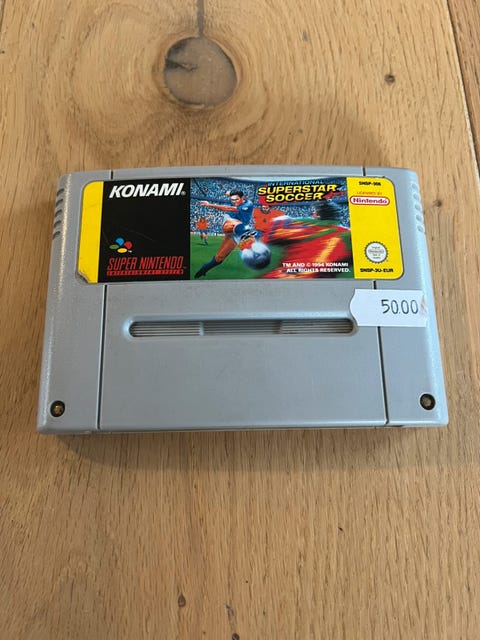 KONAMI®
SUPER NINTENDO
ENTERTAINMENT SYSTEM
INTERNATIONAL
SUPERSTAR
SOCCER
TM AND © 1994 KONAMI
ALL RIGHTS RESERVED.
SNSP-006
LICENSED BY
Nintendo®
SNSP-3U-EUR
50.00